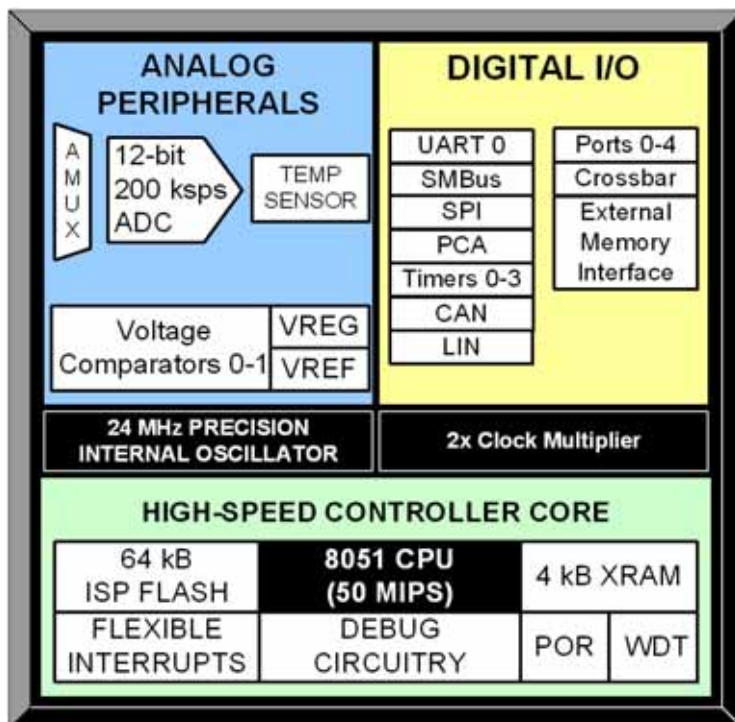 ANALOG
PERIPHERALS
A
M
U
X
12-bit
200 ksps
ADC
TEMP
SENSOR
Voltage
Comparators 0-1
VREG
VREF
DIGITAL I/O
UART 0
SMBus
SPI
PCA
Timers 0-3
CAN
LIN
Ports 0-4
Crossbar
External
Memory
Interface
24 MHz PRECISION
INTERNAL OSCILLATOR
2x Clock Multiplier
HIGH-SPEED CONTROLLER CORE
64 kB
ISP FLASH
8051 CPU
(50 MIPS)
4 kB XRAM
FLEXIBLE
INTERRUPTS
DEBUG
CIRCUITRY
POR
WDT